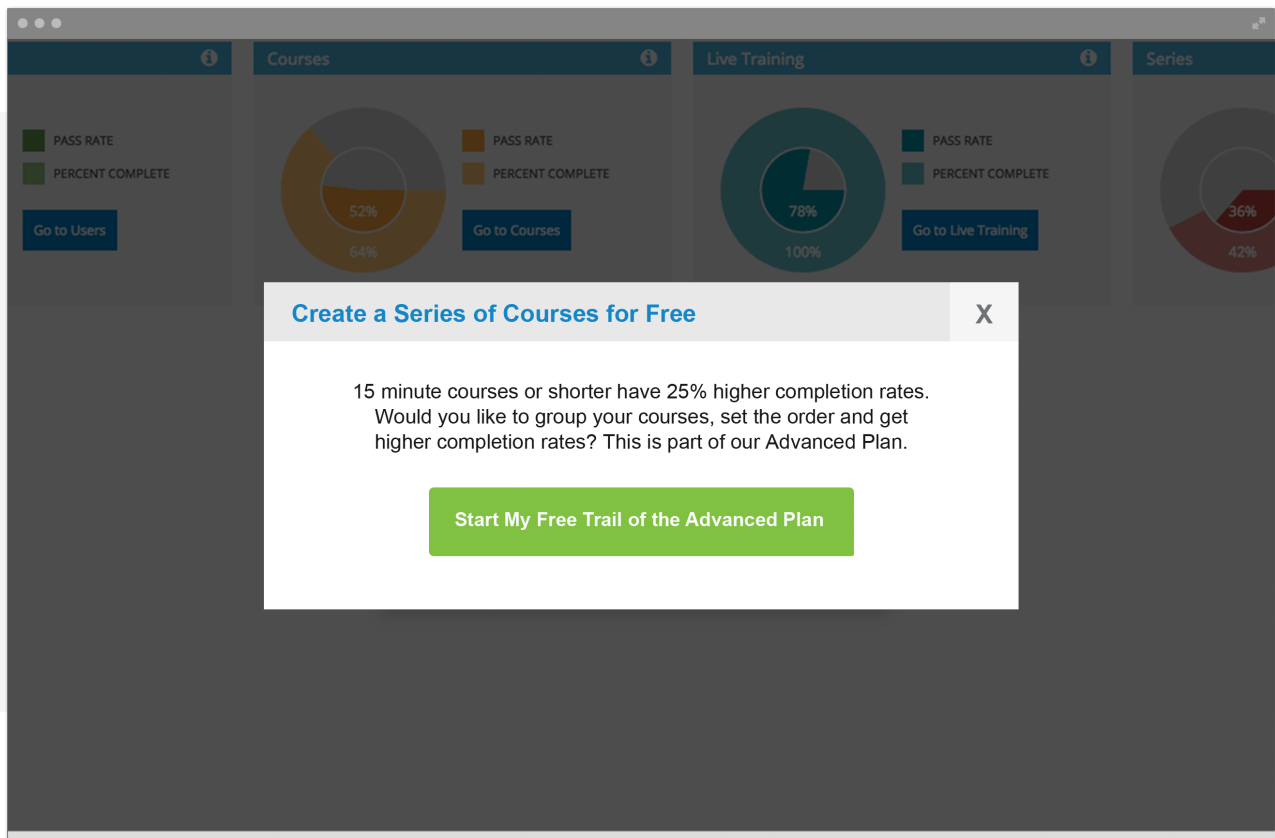 Courses
Live Training
Series
PASS RATE
PERCENT COMPLETE
Go to Users
PASS RATE
PERCENT COMPLETE
52%
64%
Go to Courses
PASS RATE
PERCENT COMPLETE
78%
100%
Go to Live Training
36%
42%
Create a Series of Courses for Free
X
15 minute courses or shorter have 25% higher completion rates.
Would you like to group your courses, set the order and get
higher completion rates? This is part of our Advanced Plan.
Start My Free Trail of the Advanced Plan